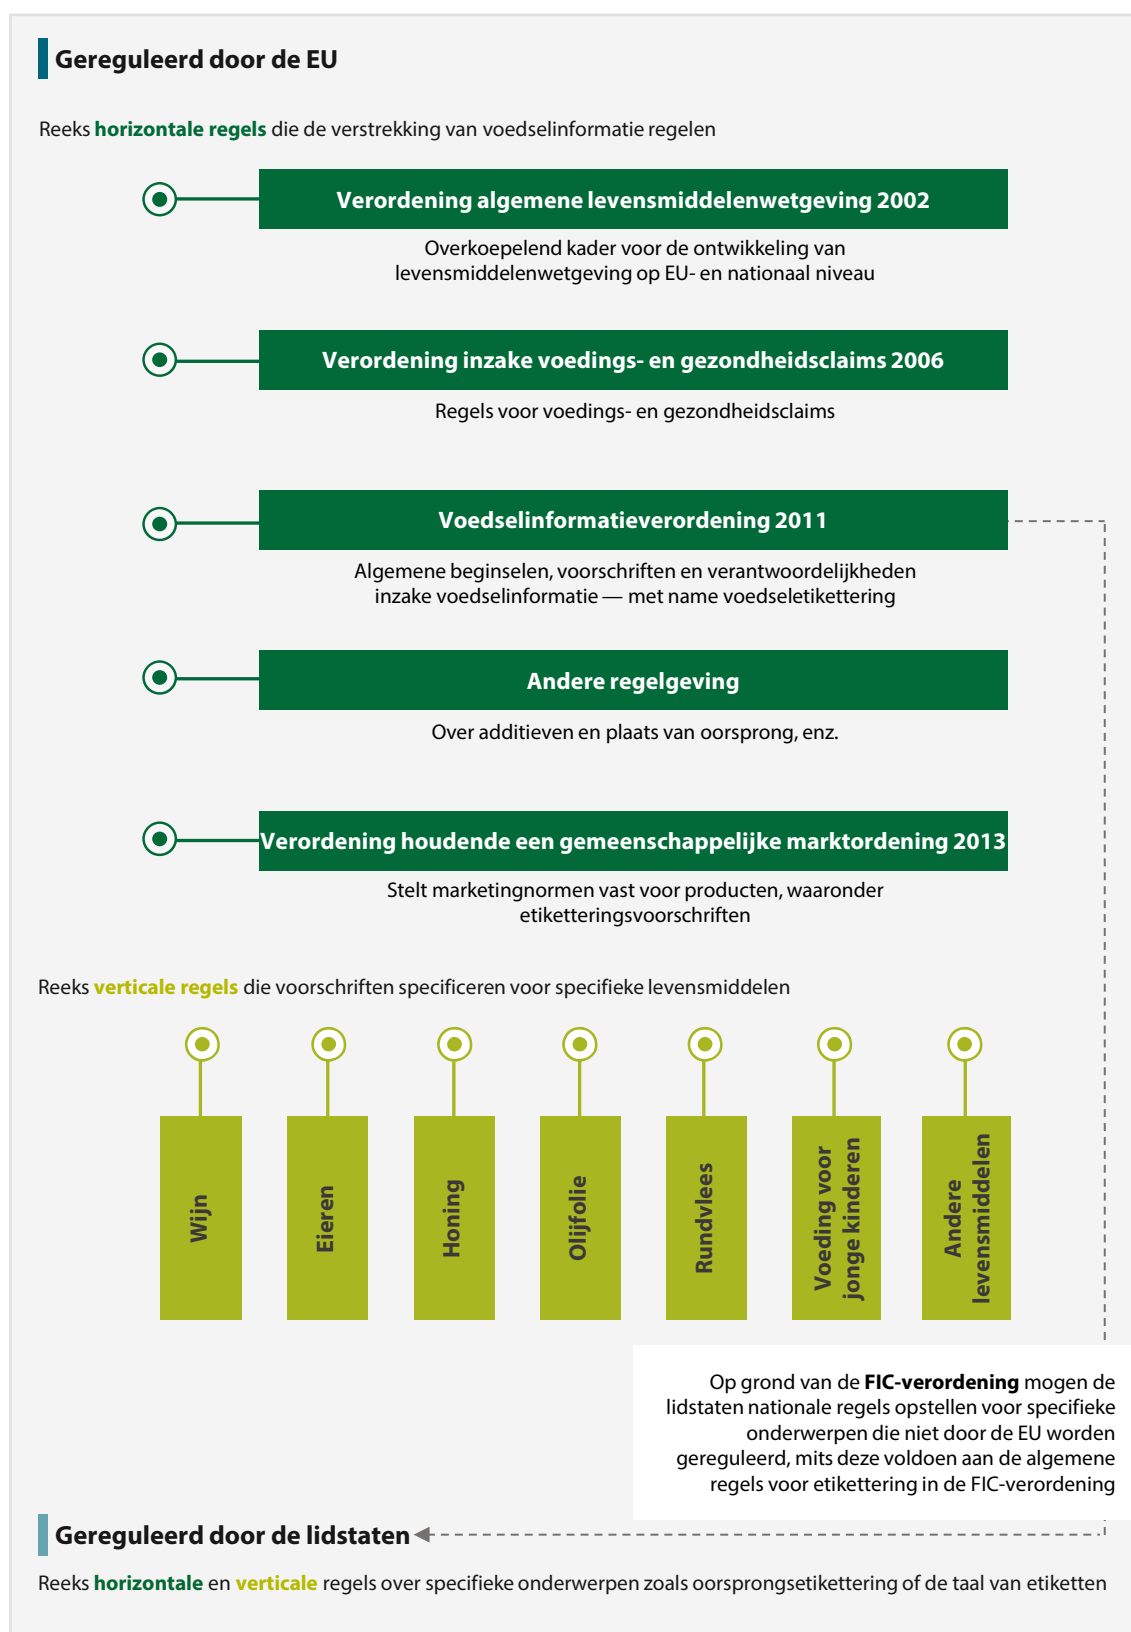 Gereguleerd door de EU
Reeks horizontale regels die de verstrekking van voedselinformatie regelen
Verordening algemene levensmiddelenwetgeving 2002
Overkoepelend kader voor de ontwikkeling van
levensmiddelenwetgeving op EU- en nationaal niveau
Verordening inzake voedings- en gezondheidsclaims 2006
Regels voor voedings- en gezondheidsclaims
Voedselinformatieverordening 2011
Algemene beginselen, voorschriften en verantwoordelijkheden
inzake voedselinformatie — met name voedseletikettering
Andere regelgeving
Over additieven en plaats van oorsprong, enz.
Verordening houdende een gemeenschappelijke marktordening 2013
Stelt marketingnormen vast voor producten, waaronder
etiketteringsvoorschriften
Reeks verticale regels die voorschriften specificeren voor specifieke levensmiddelen
Wijn
Eieren
Honing
Olijfolie
Rundvlees
Voeding voor
jonge kinderen
Andere
levensmiddelen
Op grond van de FIC-verordening mogen de
lidstaten nationale regels opstellen voor specifieke
onderwerpen die niet door de EU worden
gereguleerd, mits deze voldoen aan de algemene
regels voor etikettering in de FIC-verordening
Gereguleerd door de lidstaten
Reeks horizontale en verticale regels over specifieke onderwerpen zoals oorsprongsetikettering of de taal van etiketten